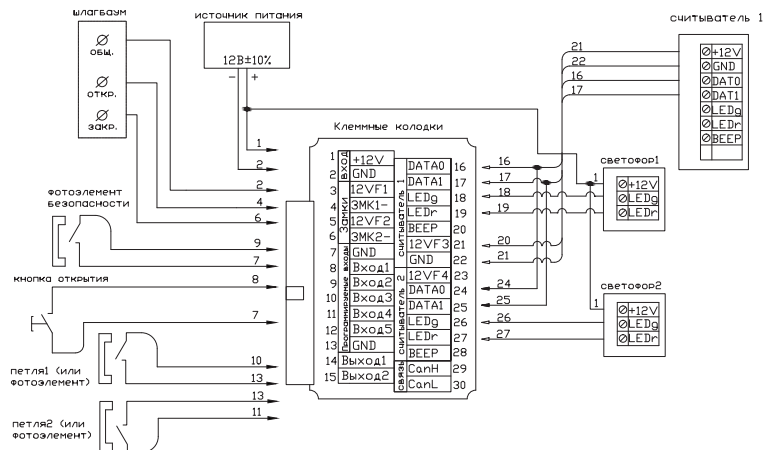 шлагбаум
общ.
откр.
закр.
источник питания
12В±10%
− +
считыватель 1
+12V
GND
DAT0
DAT1
LEDg
LEDr
BEEP
21
22
16
17
Клеммные колодки
1
2
2
4
6
9
7
8
7
10
13
13
11
фотоэлемент
безопасности
кнопка открытия
петля1 (или
фотоэлемент)
петля2 (или
фотоэлемент)
ВХОД
Замки
Программируемые входы
1 +12V
2 GND
3 12VF1
4 ЗМК1-
5 12VF2
6 ЗМК2-
7 GND
8 Вход1
9 Вход2
10 Вход3
11 Вход4
12 Вход5
13 GND
14 Выход1
15 Выход2
считыватель 1
считыватель 2
связь
DATA0 16
DATA1 17
LEDg 18
LEDr 19
BEEP 20
12VF3 21
GND 22
12VF4 23
DATA0 24
DATA1 25
LEDg 26
LEDr 27
BEEP 28
CanH 29
CanL 30
16
17
18
19
20
21
24
25
26
27
светофор1
1
+12V
LEDg
LEDr
светофор2
1
+12V
LEDg
LEDr